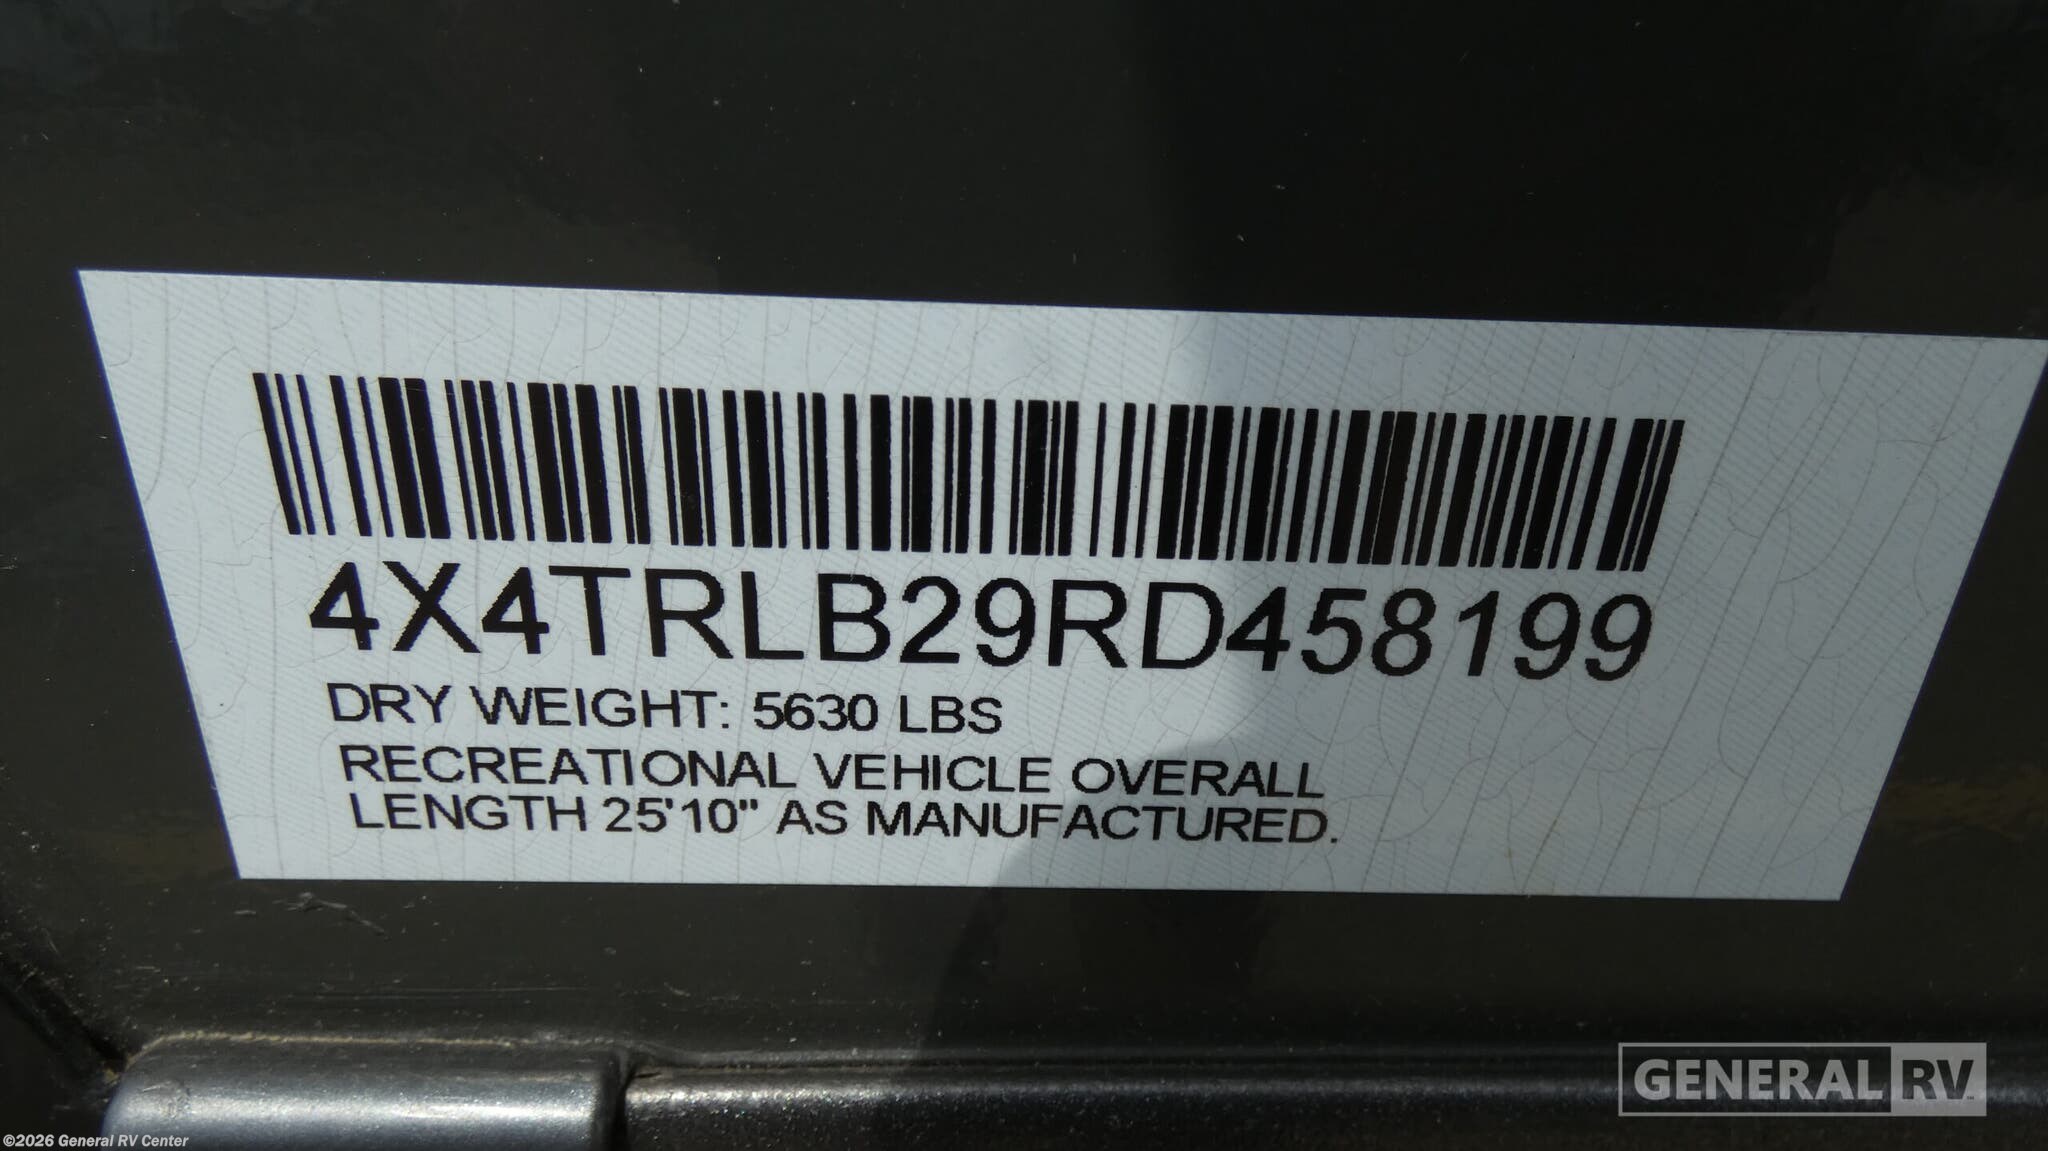 4X4TRLB29RD458199
DRY WEIGHT: 5630 LBS
RECREATIONAL VEHICLE OVERALL
LENGTH 25'10" AS MANUFACTURED.
GENERAL RV
©2026 General RV Center